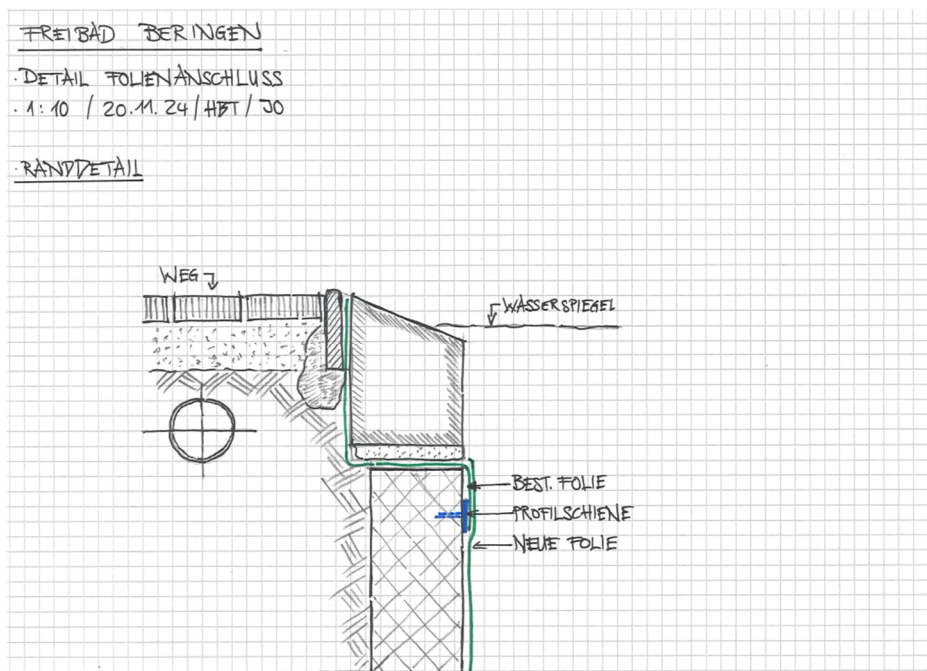 FREIBAD BERINGEN
· DETAIL FOLIENANSCHLUSS
· 1:10 / 20.11.24 / HBT / JO
· RANDDETAIL
WEG
WASSERSPIEGEL
BEST. FOLIE
PROFILSCHIENE
NEUE FOLIE